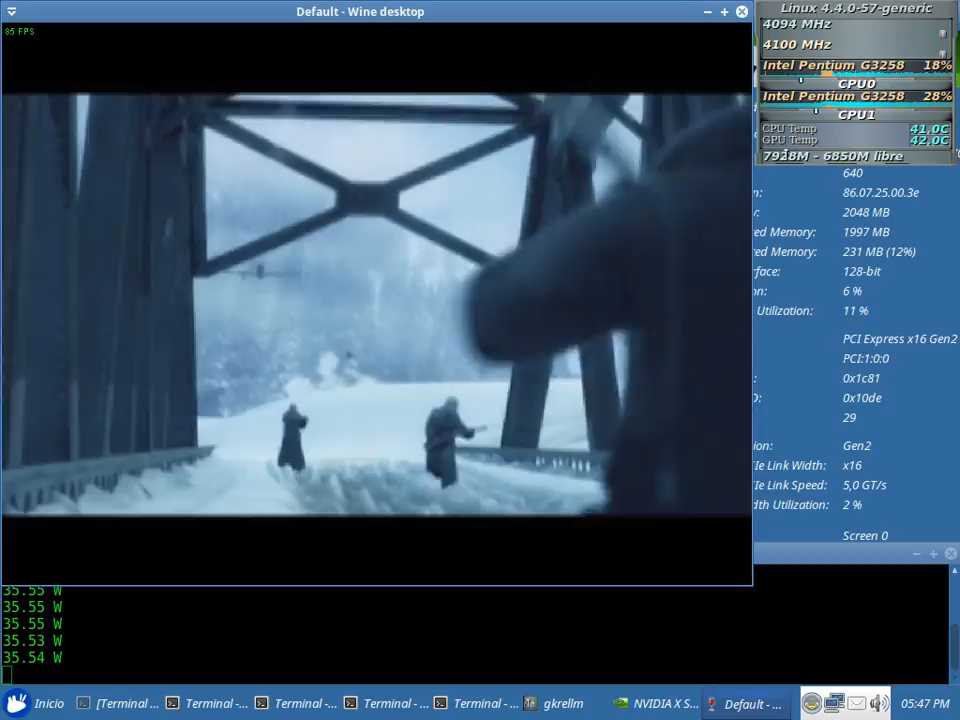 Default - Wine desktop
85 FPS
Linux 4.4.0-57-generic
4094 MHz
4100 MHz
Intel Pentium G3258 18%
CPU0
Intel Pentium G3258 28%
CPU1
CPU Temp 41.0C
GPU Temp 42.0C
7928M - 6850M libre
640
n: 86.07.25.00.3e
y: 2048 MB
ed Memory: 1997 MB
ed Memory: 231 MB (12%)
rface: 128-bit
on: 6 %
Utilization: 11 %
PCI Express x16 Gen2
PCI:1:0:0
: 0x1c81
D: 0x10de
29
ion: Gen2
Ie Link Width: x16
Ie Link Speed: 5,0 GT/s
dth Utilization: 2 %
Screen 0
35.55 W
35.55 W
35.55 W
35.53 W
35.54 W
Inicio
[Terminal ...
Terminal -...
Terminal -...
Terminal - ...
Terminal - ...
gkrellm
NVIDIA X S...
Default - ...
05:47 PM